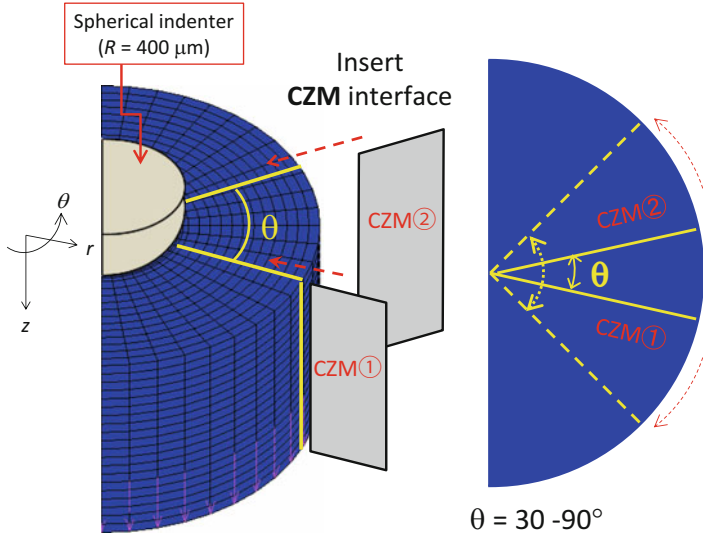 Spherical indenter
(R = 400 μm)
Insert
CZM interface
CZM②
CZM①
θ
θ
r
z
CZM②
θ
CZM①
θ = 30 -90°